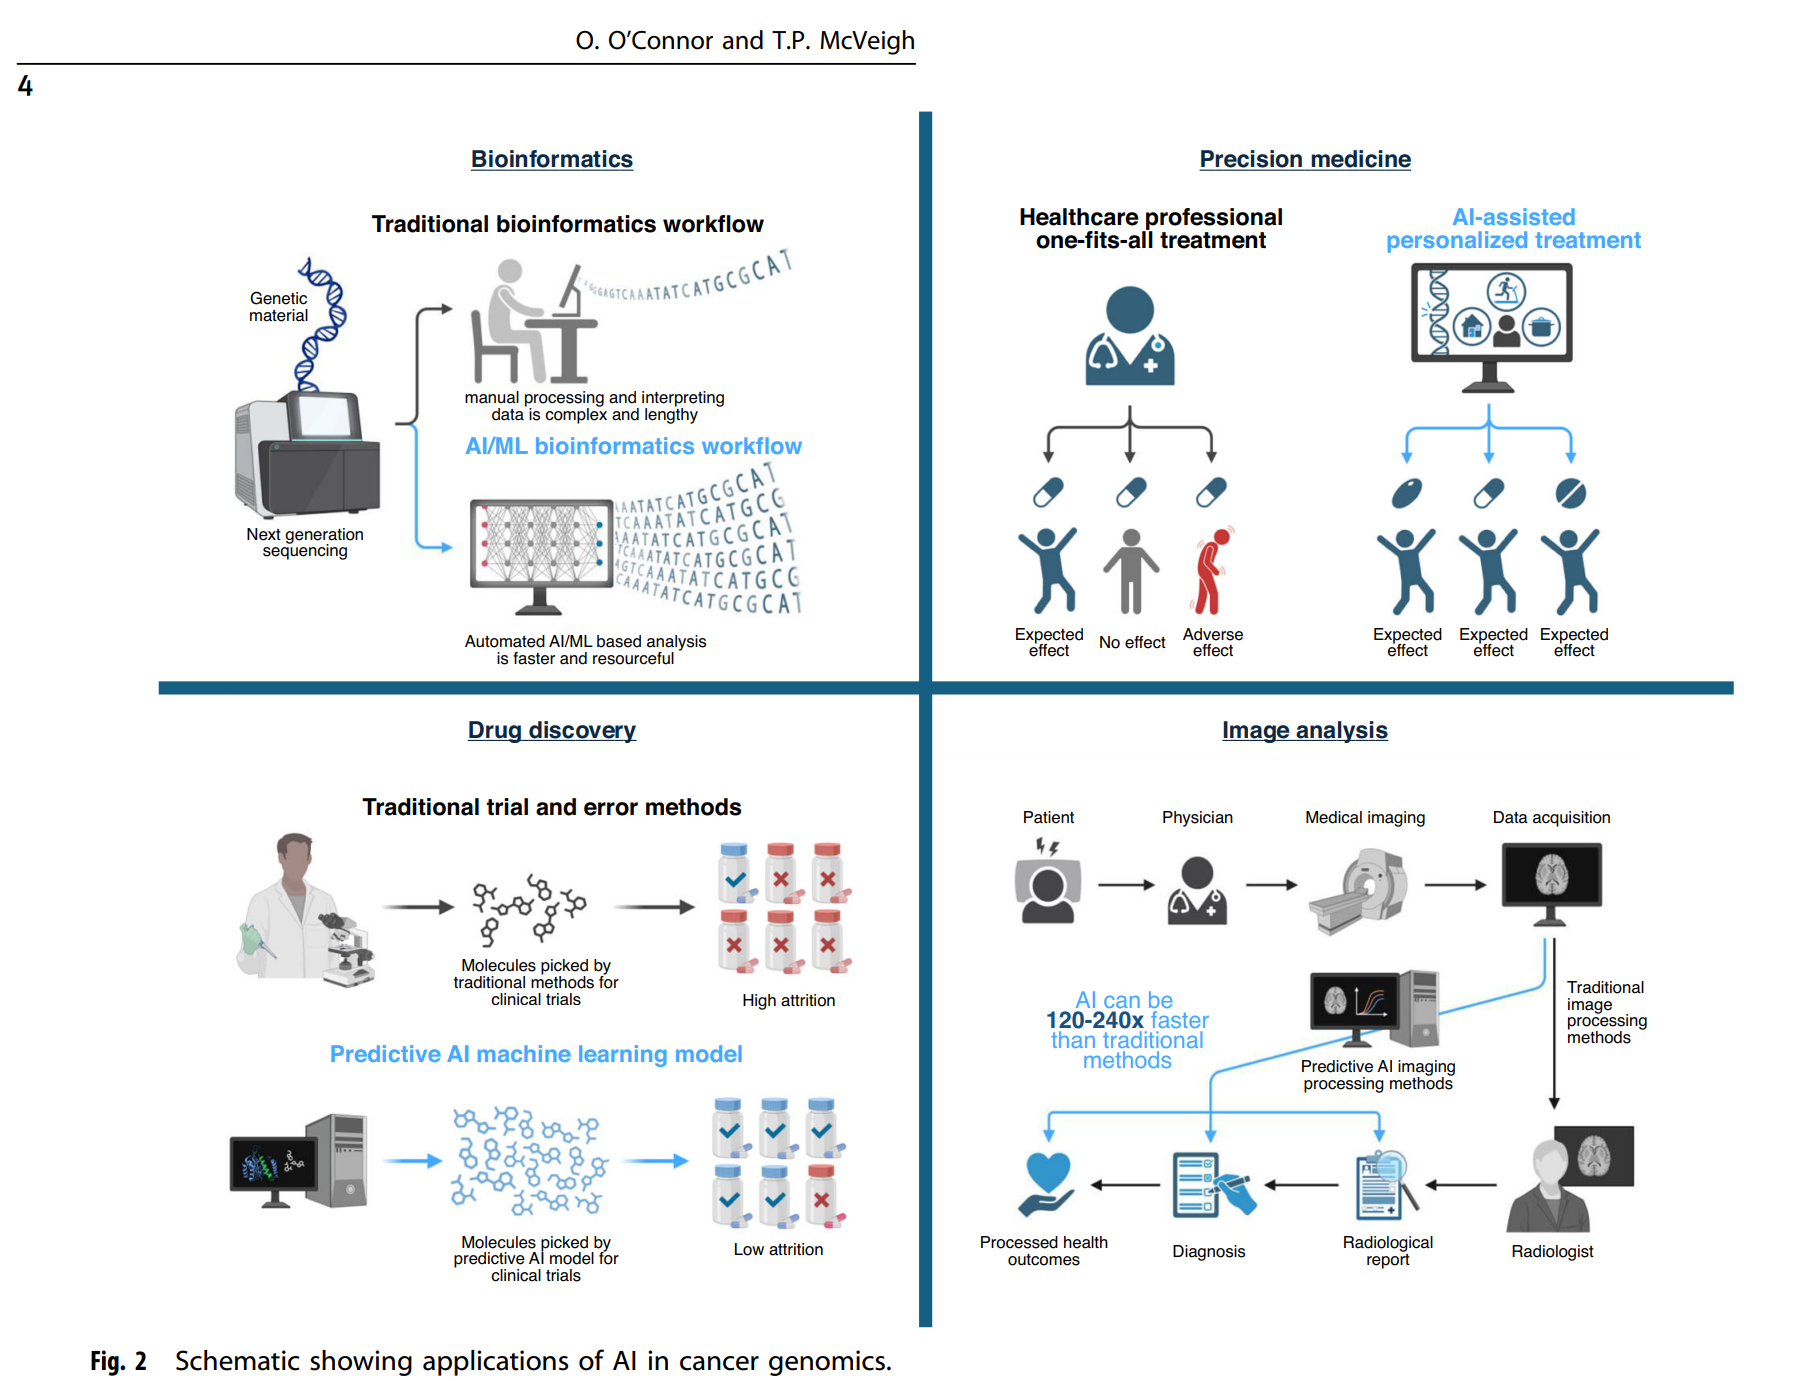 O. O'Connor and T.P. McVeigh
4
Bioinformatics
Traditional bioinformatics workflow
Genetic
material
GAGTCAAATATCATGCGCAT
manual processing and interpreting
data is complex and lengthy
AI/ML bioinformatics workflow
AATATCATGCGCAT
TCAAATATCATGCG
AATATCATGCGCAT
TCAAATATCATGCGCAT
AGTCAAATATCATGCG
CAAATATCATGCGCAT
Next generation
sequencing
Automated AI/ML based analysis
is faster and resourceful
Precision medicine
Healthcare professional
one-fits-all treatment
Expected
effect
No effect
Adverse
effect
AI-assisted
personalized treatment
Expected
effect
Expected
effect
Expected
effect
Drug discovery
Traditional trial and error methods
Molecules picked by
traditional methods for
clinical trials
High attrition
Predictive AI machine learning model
Molecules picked by
predictive AI model for
clinical trials
Low attrition
Image analysis
Patient
Physician
Medical imaging
Data acquisition
AI can be
120-240x faster
than traditional
methods
Predictive AI imaging
processing methods
Traditional
image
processing
methods
Processed health
outcomes
Diagnosis
Radiological
report
Radiologist
Fig. 2 Schematic showing applications of AI in cancer genomics.